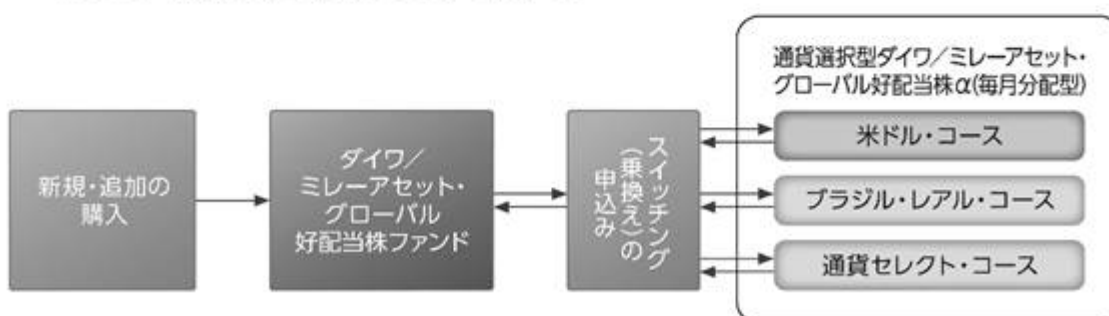 新規・追加の
購入
ダイワ/
ミレーアセット・
グローバル
好配当株ファンド
スイッチング
(乗換え)の
申込み
通貨選択型ダイワ/ミレーアセット・
グローバル好配当株α(毎月分配型)
米ドル・コース
ブラジル・レアル・コース
通貨セレクト・コース